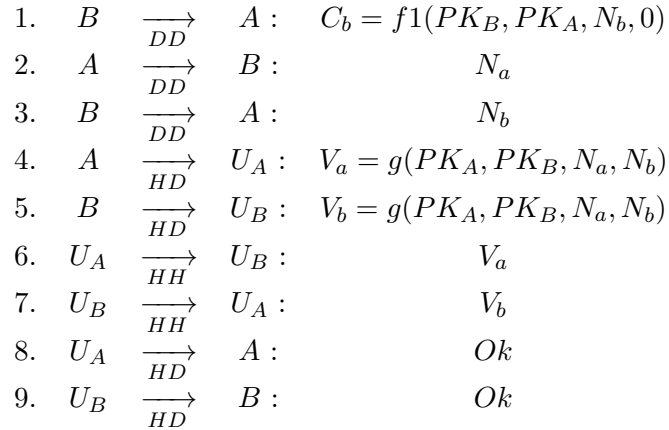 1. B ⟶ DD A : C_b = f1(PK_B, PK_A, N_b, 0)
2. A ⟶ DD B : N_a
3. B ⟶ DD A : N_b
4. A ⟶ HD U_A : V_a = g(PK_A, PK_B, N_a, N_b)
5. B ⟶ HD U_B : V_b = g(PK_A, PK_B, N_a, N_b)
6. U_A ⟶ HH U_B : V_a
7. U_B ⟶ HH U_A : V_b
8. U_A ⟶ HD A : Ok
9. U_B ⟶ HD B : Ok